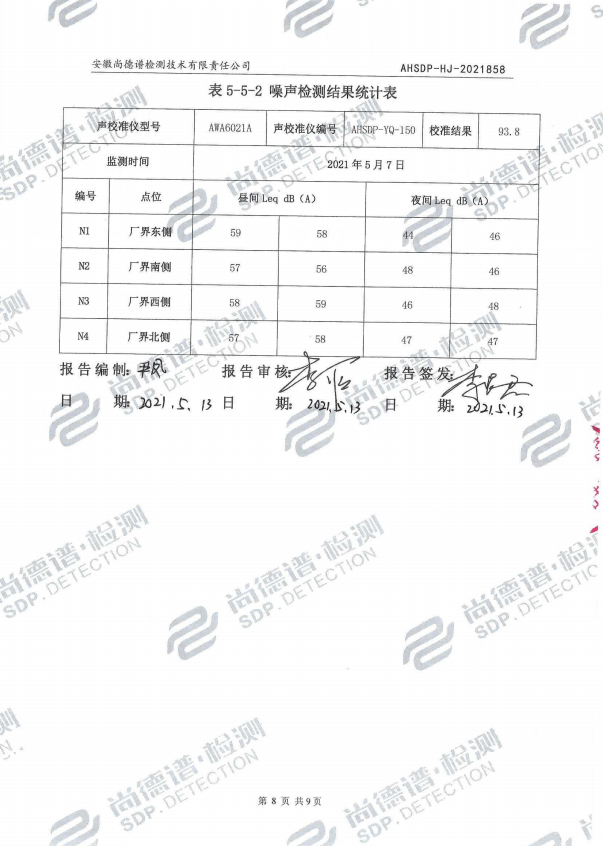 安徽尚德谱检测技术有限责任公司 AHSDP-HJ-2021858
表 5-5-2 噪声检测结果统计表
声校准仪型号 AWA6021A 声校准仪编号 AHSDP-YQ-150 校准结果 93.8
监测时间 2021 年 5 月 7 日
编号 点位 昼间 Leq dB（A） 夜间 Leq dB（A）
N1 厂界东侧 59 58 44 46
N2 厂界南侧 57 56 48 46
N3 厂界西侧 58 59 46 48
N4 厂界北侧 57 58 47 47
报告编制: 报告审核: 报告签发:
日 期: 2021.5.13 日 期: 2021.5.13 日 期: 2021.5.13
尚德谱·检测
SDP.DETECTION
第 8 页 共 9 页